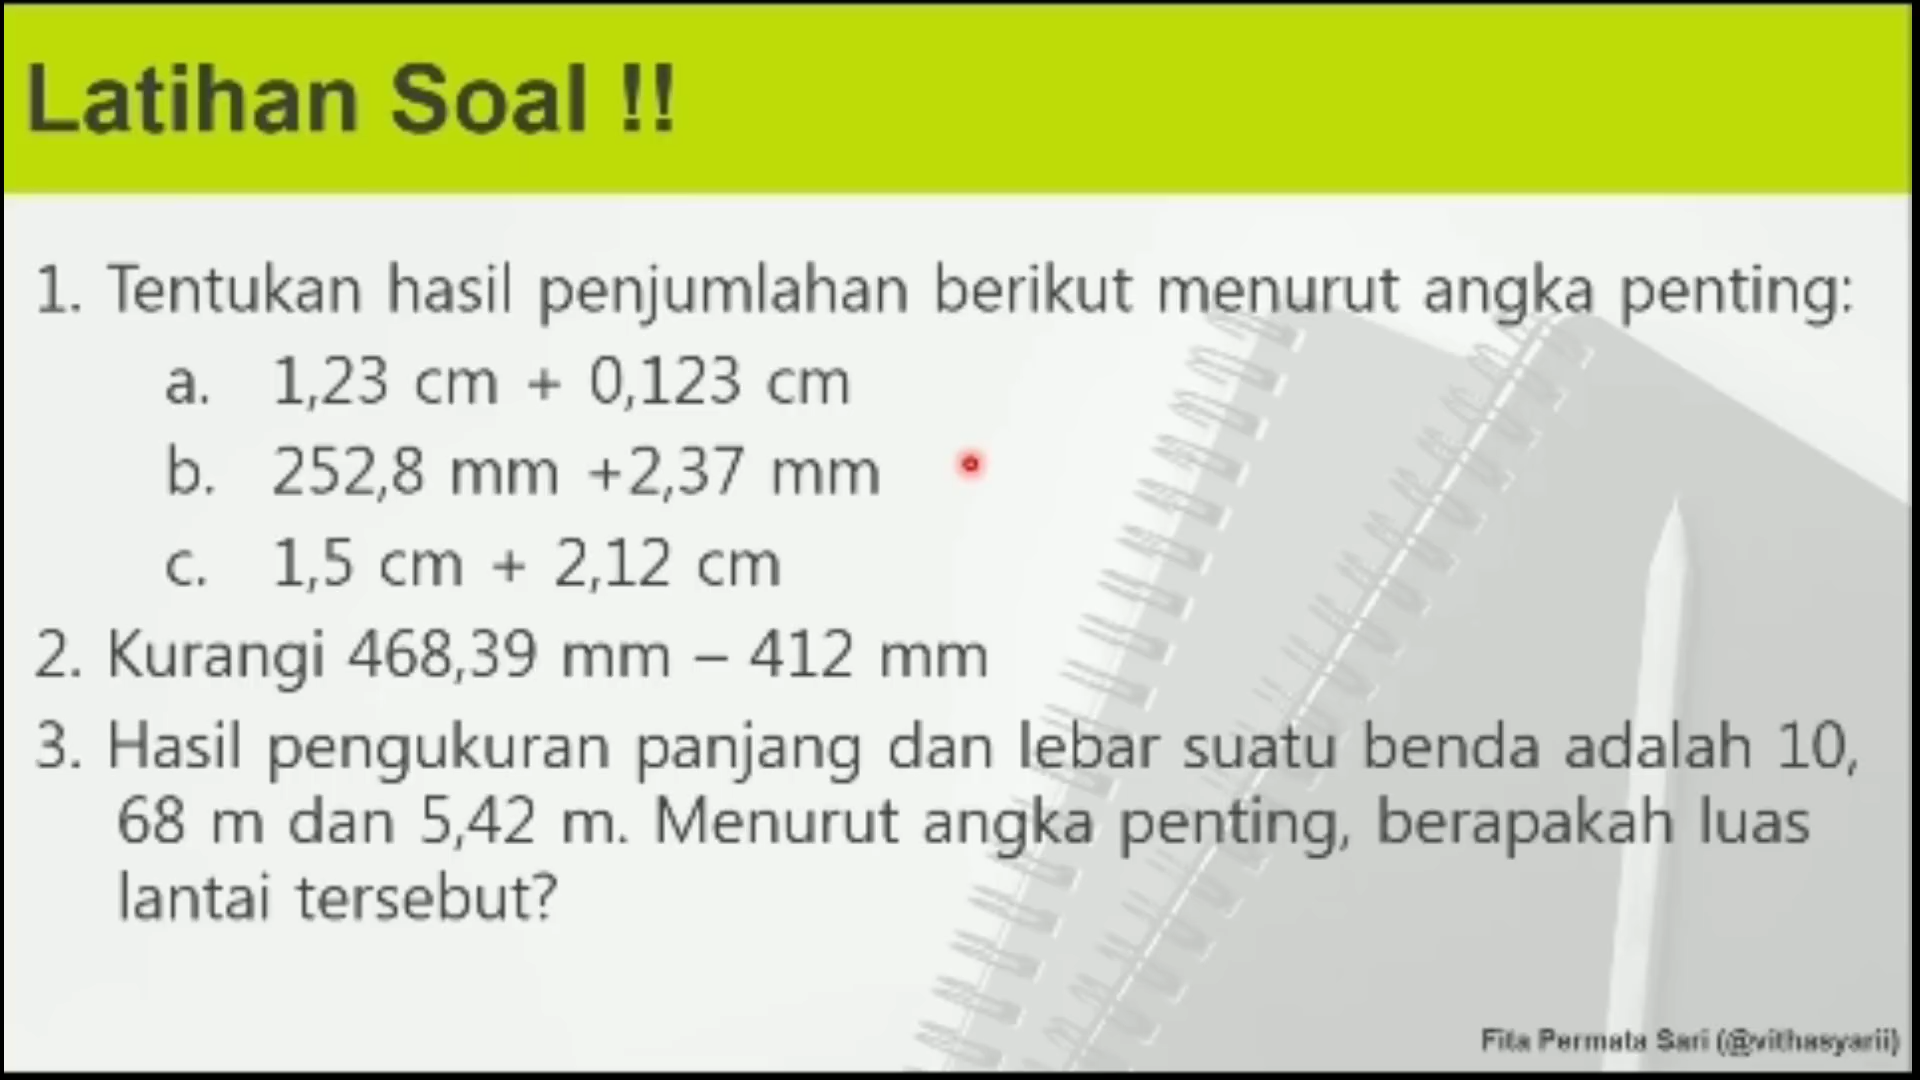 Latihan Soal !!
1. Tentukan hasil penjumlahan berikut menurut angka penting:
a. 1,23 cm + 0,123 cm
b. 252,8 mm +2,37 mm
c. 1,5 cm + 2,12 cm
2. Kurangi 468,39 mm – 412 mm
3. Hasil pengukuran panjang dan lebar suatu benda adalah 10,
68 m dan 5,42 m. Menurut angka penting, berapakah luas
lantai tersebut?
Fita Permata Sari (@vithasyarii)